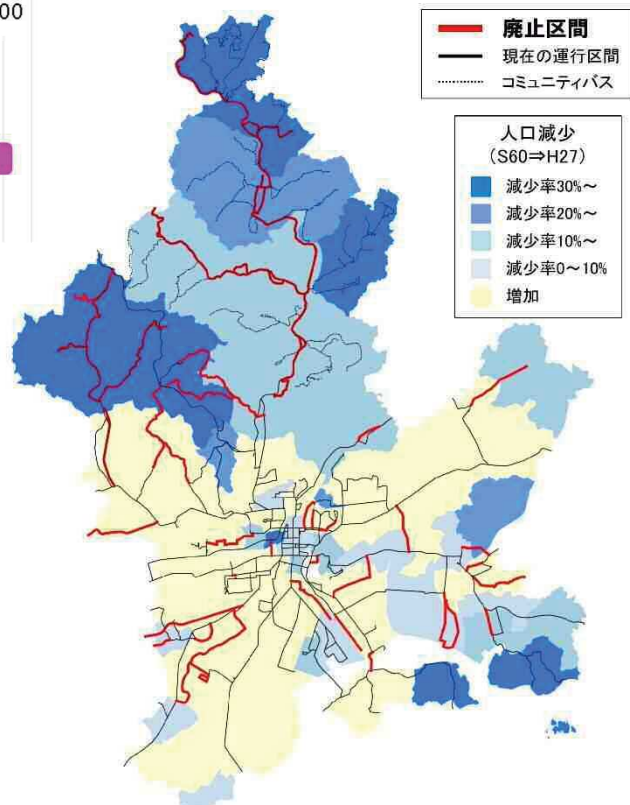 00
廃止区間
現在の運行区間
コミュニティバス
人口減少
(S60⇒H27)
減少率30%~
減少率20%~
減少率10%~
減少率0~10%
増加